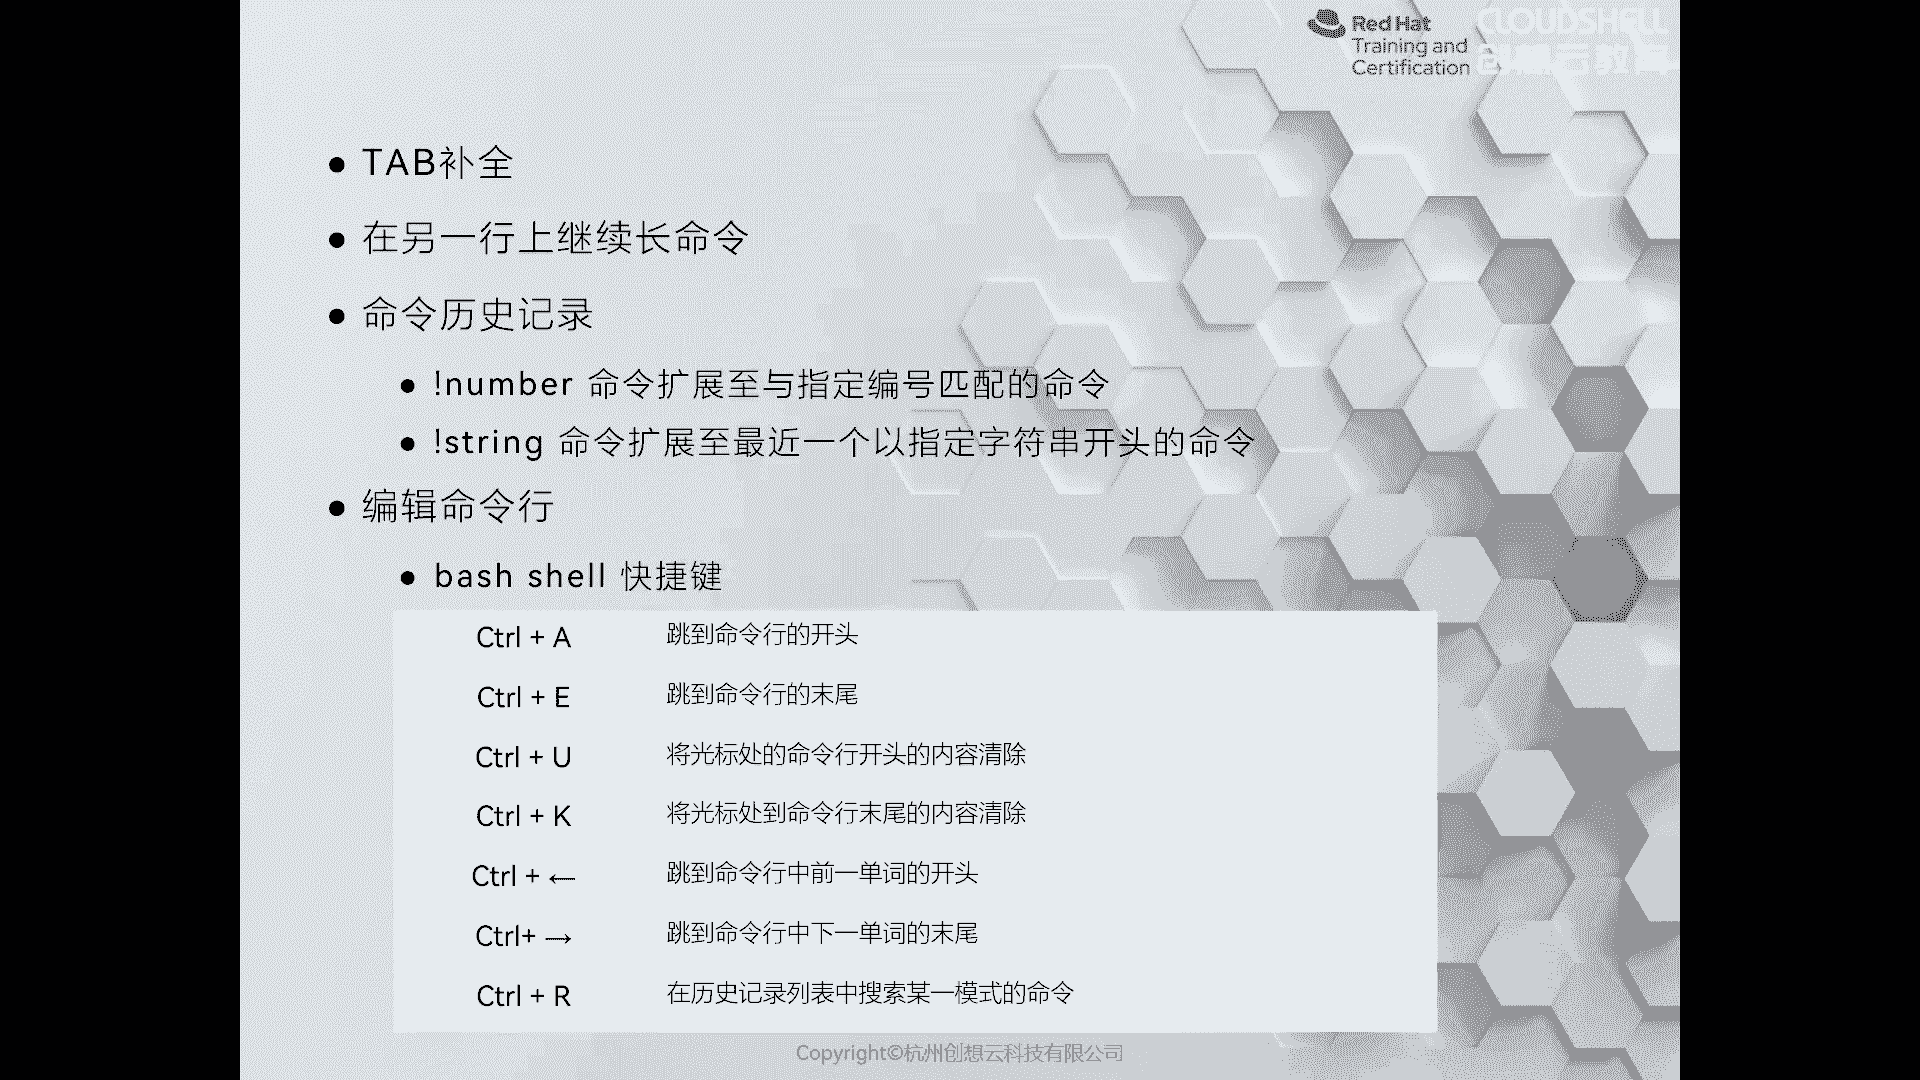 Red Hat
Training and
Certification
CLOUDSHELL
创想云教育
● TAB补全
● 在另一行上继续长命令
● 命令历史记录
● !number 命令扩展至与指定编号匹配的命令
● !string 命令扩展至最近一个以指定字符串开头的命令
● 编辑命令行
● bash shell 快捷键
Ctrl + A 跳到命令行的开头
Ctrl + E 跳到命令行的末尾
Ctrl + U 将光标处的命令行开头的内容清除
Ctrl + K 将光标处到命令行末尾的内容清除
Ctrl + ← 跳到命令行中前一单词的开头
Ctrl+ → 跳到命令行中下一单词的末尾
Ctrl + R 在历史记录列表中搜索某一模式的命令
Copyright©杭州创想云科技有限公司